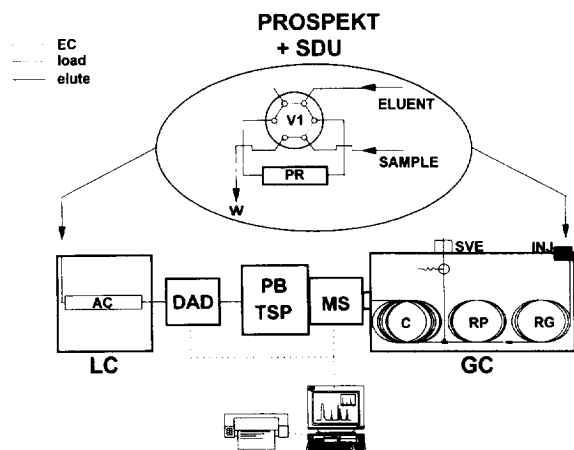 PROSPEKT
+ SDU
EC
load
elute
ELUENT
V1
SAMPLE
PR
W
SVE
INJ
AC
DAD
PB
TSP
MS
C
RP
RG
LC
GC